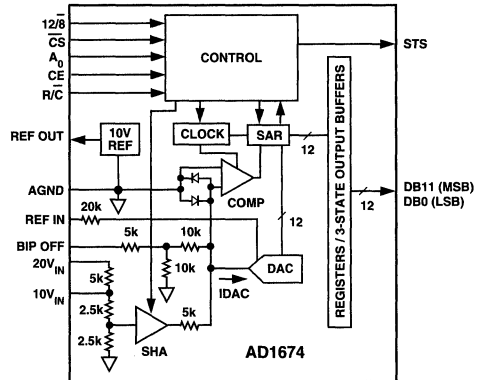 12/8̅
C̅S̅
A0
CE
R/C̅
CONTROL
STS
REF OUT
10V
REF
CLOCK
SAR
12
COMP
AGND
REF IN
20k
12
REGISTERS / 3-STATE OUTPUT BUFFERS
12
DB11 (MSB)
DB0 (LSB)
BIP OFF
5k
10k
10k
DAC
IDAC
20VIN
5k
10VIN
2.5k
2.5k
SHA
5k
AD1674